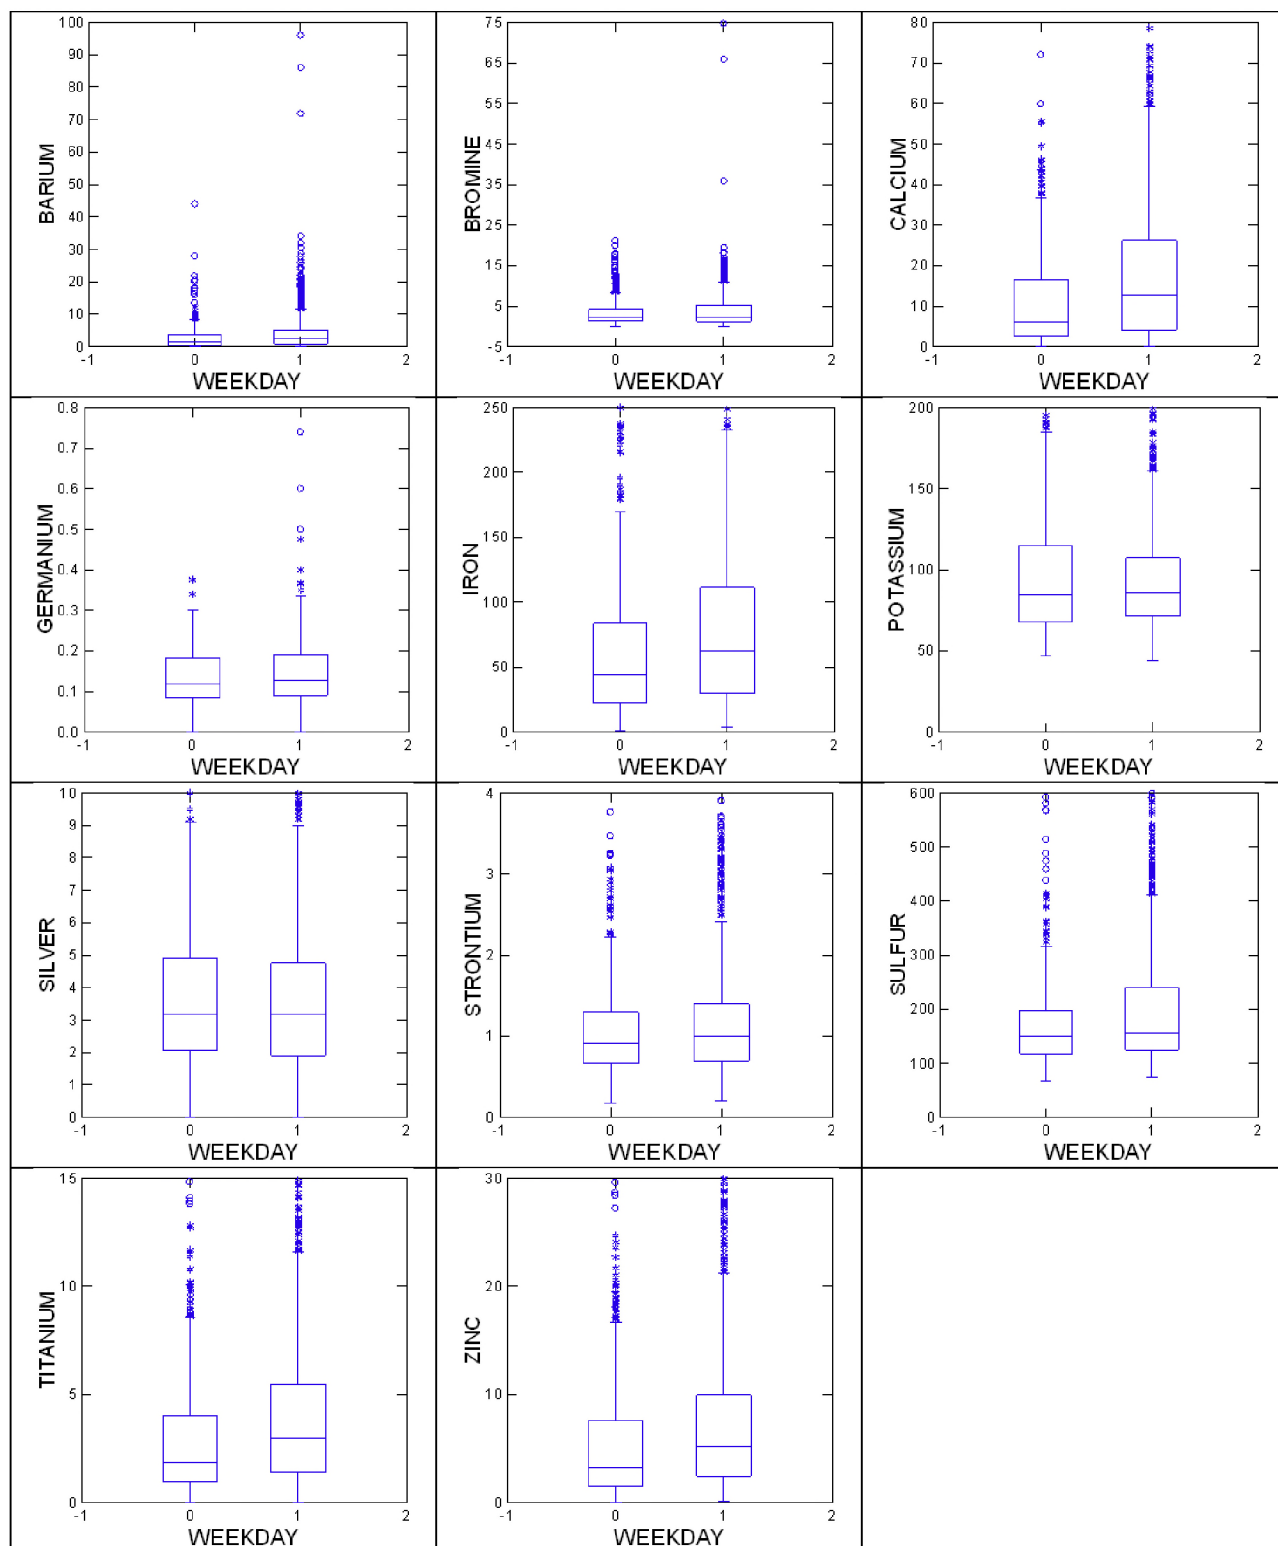 BARIUM
100
90
80
70
60
50
40
30
20
10
0
-1 0 1 2
WEEKDAY
BROMINE
75
65
55
45
35
25
15
5
-5
-1 0 1 2
WEEKDAY
CALCIUM
80
70
60
50
40
30
20
10
0
-1 0 1 2
WEEKDAY
GERMANIUM
0.8
0.7
0.6
0.5
0.4
0.3
0.2
0.1
0.0
-1 0 1 2
WEEKDAY
IRON
250
200
150
100
50
0
-1 0 1 2
WEEKDAY
POTASSIUM
200
150
100
50
0
-1 0 1 2
WEEKDAY
SILVER
10
9
8
7
6
5
4
3
2
1
0
-1 0 1 2
WEEKDAY
STRONTIUM
4
3
2
1
0
-1 0 1 2
WEEKDAY
SULFUR
600
500
400
300
200
100
0
-1 0 1 2
WEEKDAY
TITANIUM
15
10
5
0
-1 0 1 2
WEEKDAY
ZINC
30
20
10
0
-1 0 1 2
WEEKDAY